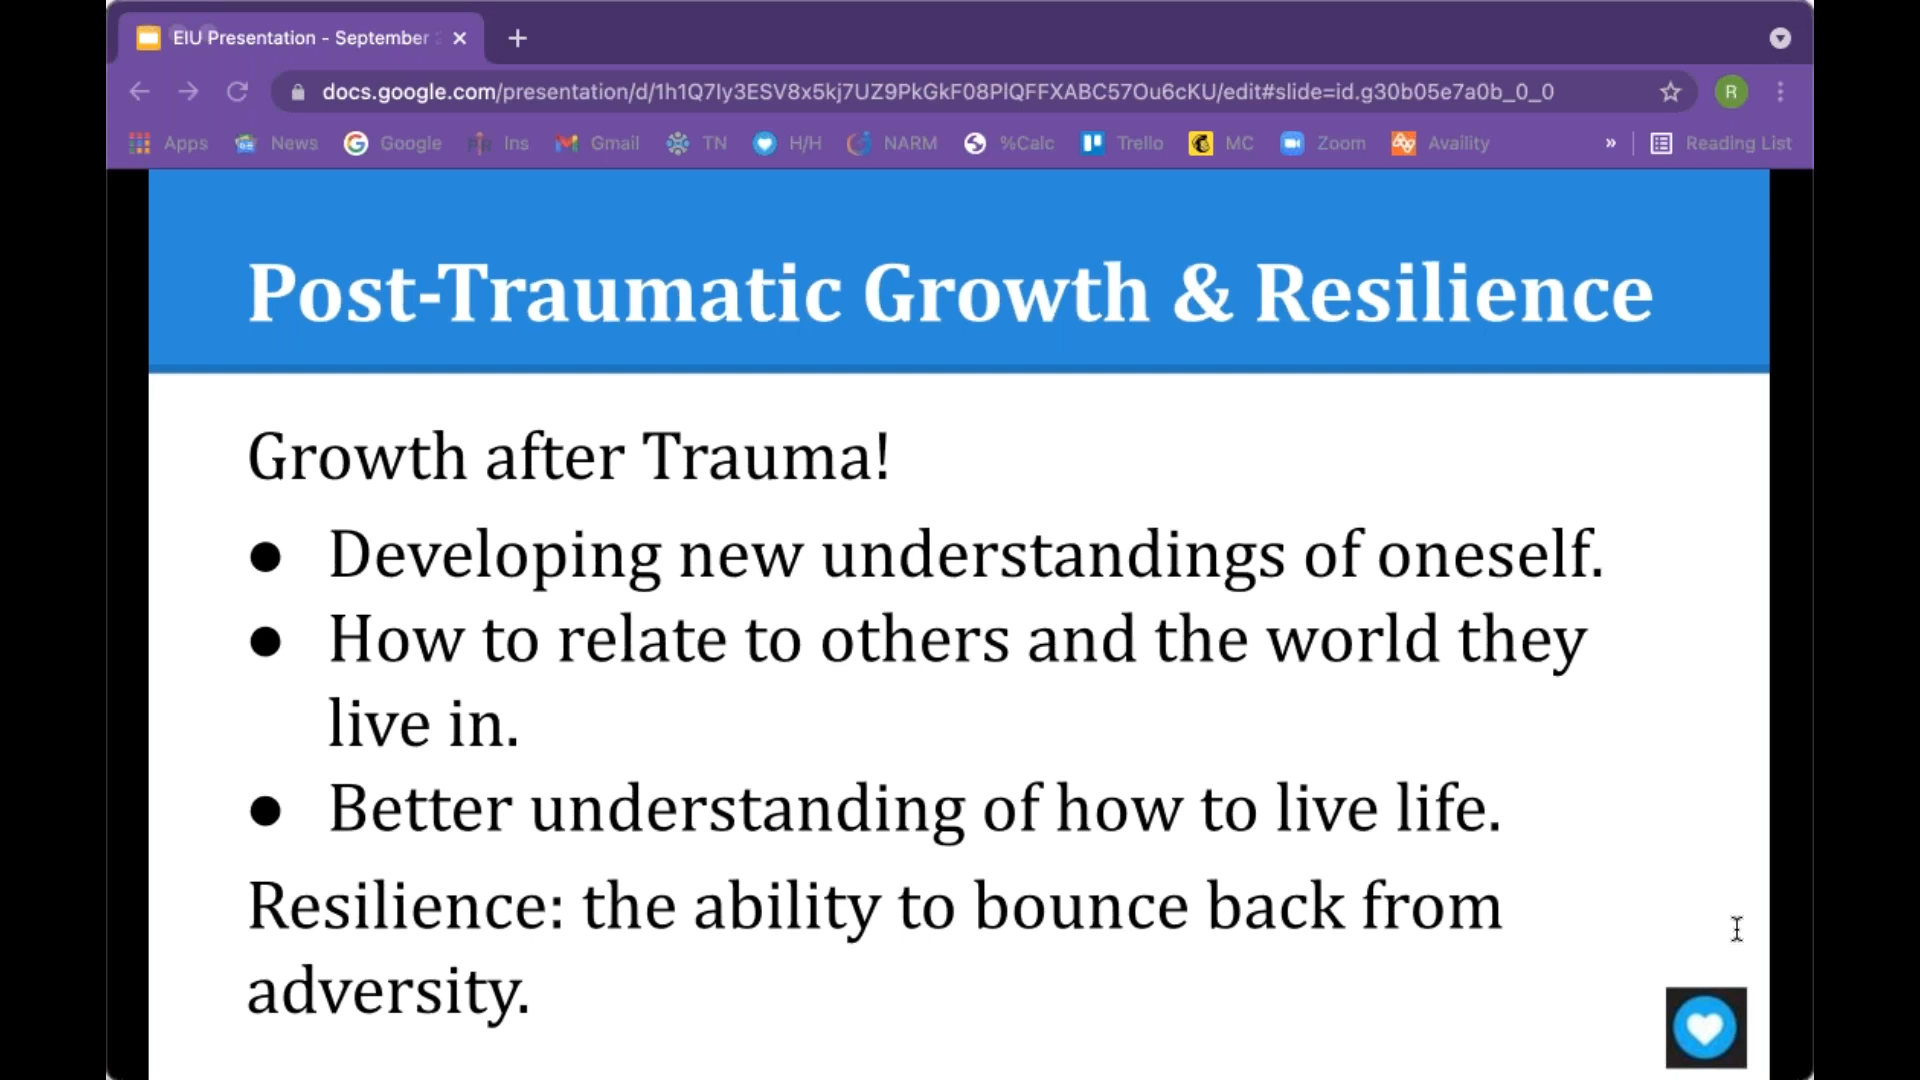 EIU Presentation - September
docs.google.com/presentation/d/1h1Q7Iy3ESV8x5kj7UZ9PkGkF08PlQFFXABC57Ou6cKU/edit#slide=id.g30b05e7a0b_0_0
R
Apps News Google Ins Gmail TN H/H NARM %Calc Trello MC Zoom Availity » Reading List
Post-Traumatic Growth & Resilience
Growth after Trauma!
● Developing new understandings of oneself.
● How to relate to others and the world they
live in.
● Better understanding of how to live life.
Resilience: the ability to bounce back from
adversity.